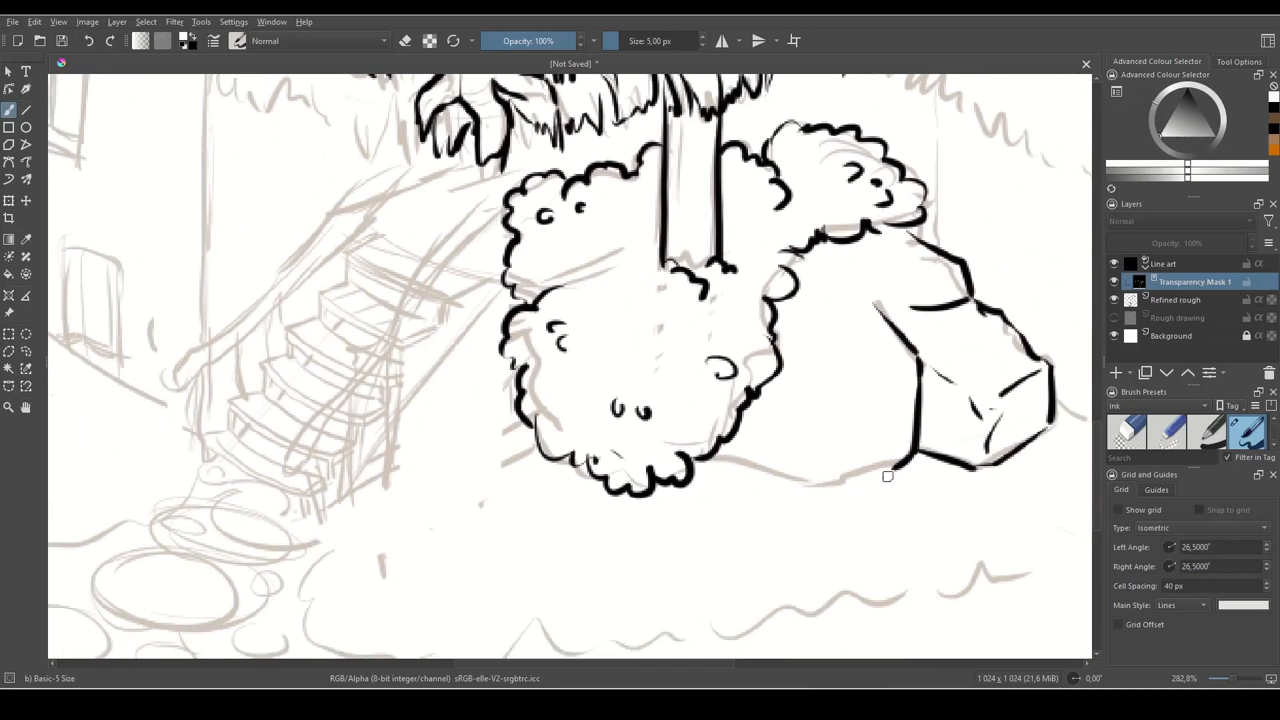 File Edit View Image Layer Select Filter Tools Settings Window Help
Normal Opacity: 100% Size: 5,00 px
[Not Saved] *
Advanced Colour Selector Tool Options
Advanced Colour Selector
Layers
Normal
Opacity: 100%
Line art
Transparency Mask 1
Refined rough
Rough drawing
Background
Brush Presets
Ink Tag
Search Filter in Tag
Grid and Guides
Grid Guides
Show grid Snap to grid
Type: Isometric
Left Angle: 26,5000°
Right Angle: 26,5000°
Cell Spacing: 40 px
Main Style: Lines
Grid Offset
b) Basic-5 Size RGB/Alpha (8-bit integer/channel) sRGB-elle-V2-srgbtrc.icc 1 024 x 1 024 (21,6 MiB) 0,00° 282,8%